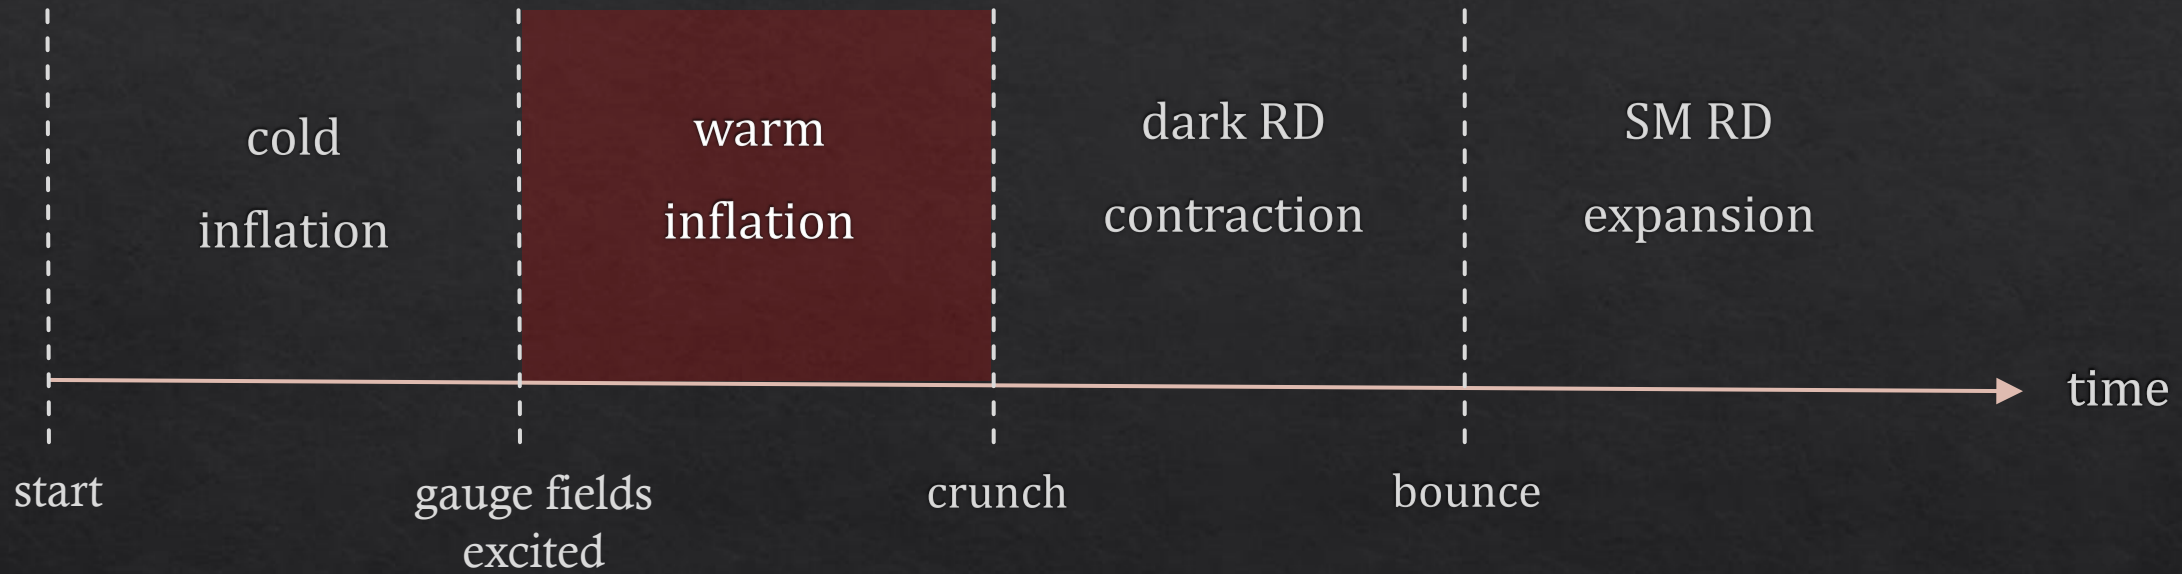 cold
inflation
warm
inflation
dark RD
contraction
SM RD
expansion
time
start
gauge fields
excited
crunch
bounce